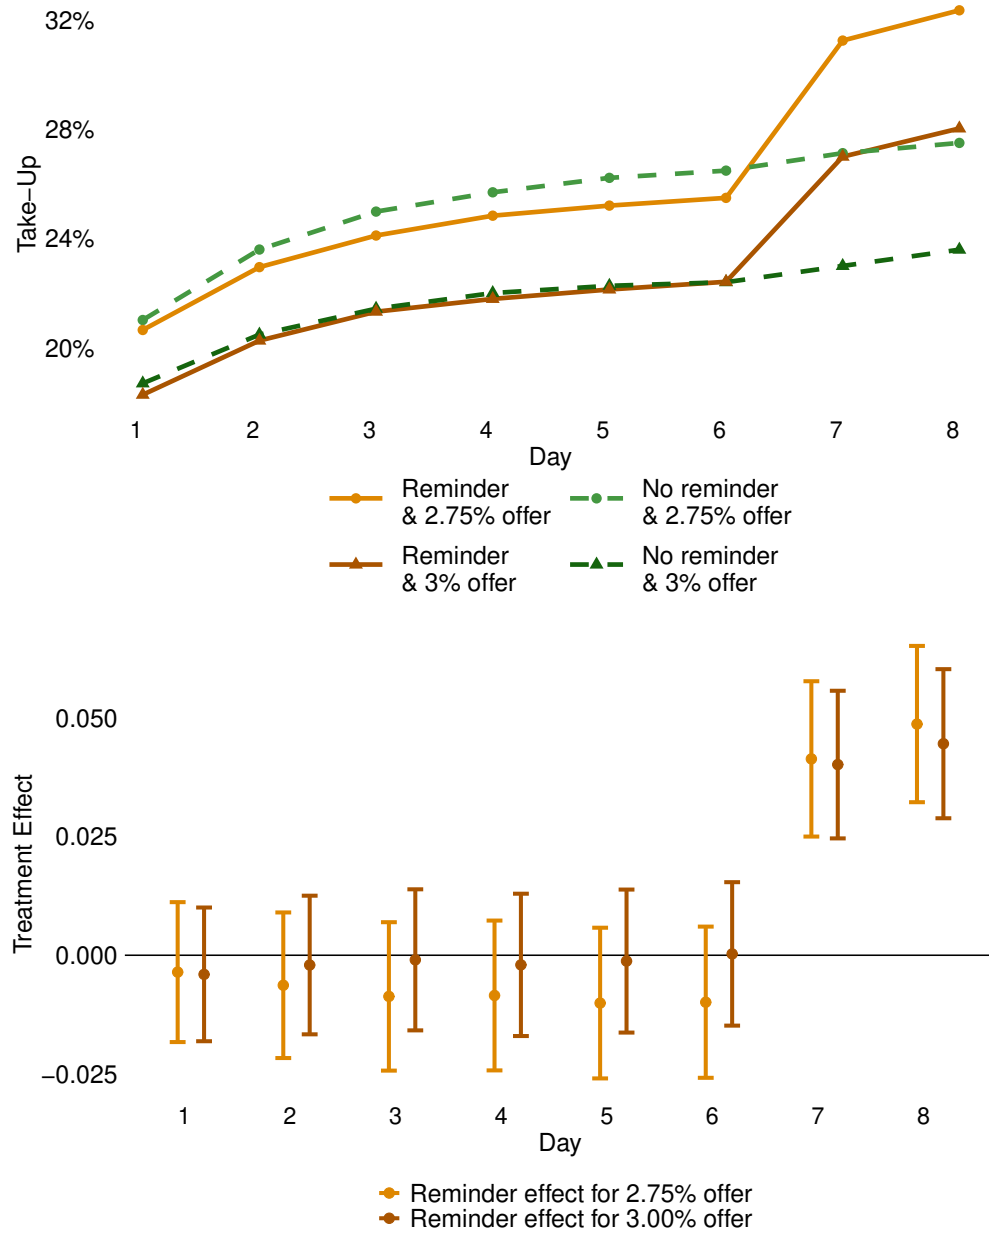 32%
28%
24%
20%
Take–Up
1 2 3 4 5 6 7 8
Day
Reminder
& 2.75% offer
No reminder
& 2.75% offer
Reminder
& 3% offer
No reminder
& 3% offer
0.050
0.025
0.000
−0.025
Treatment Effect
1 2 3 4 5 6 7 8
Day
Reminder effect for 2.75% offer
Reminder effect for 3.00% offer